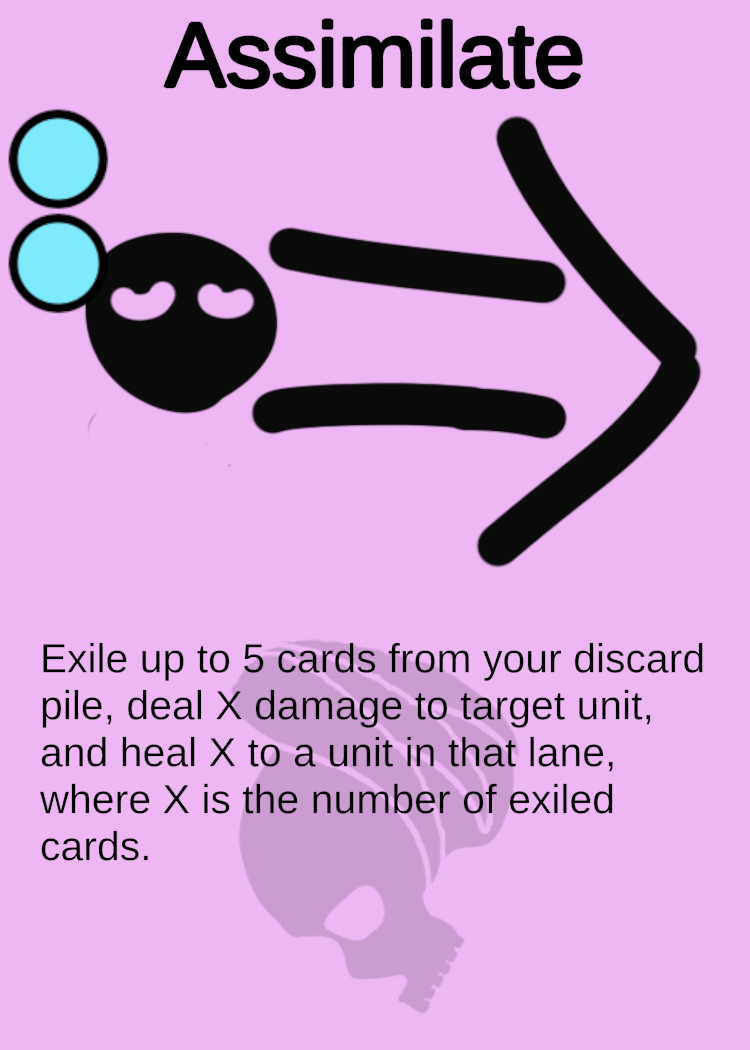 Assimilate
Exile up to 5 cards from your discard
pile, deal X damage to target unit,
and heal X to a unit in that lane,
where X is the number of exiled
cards.